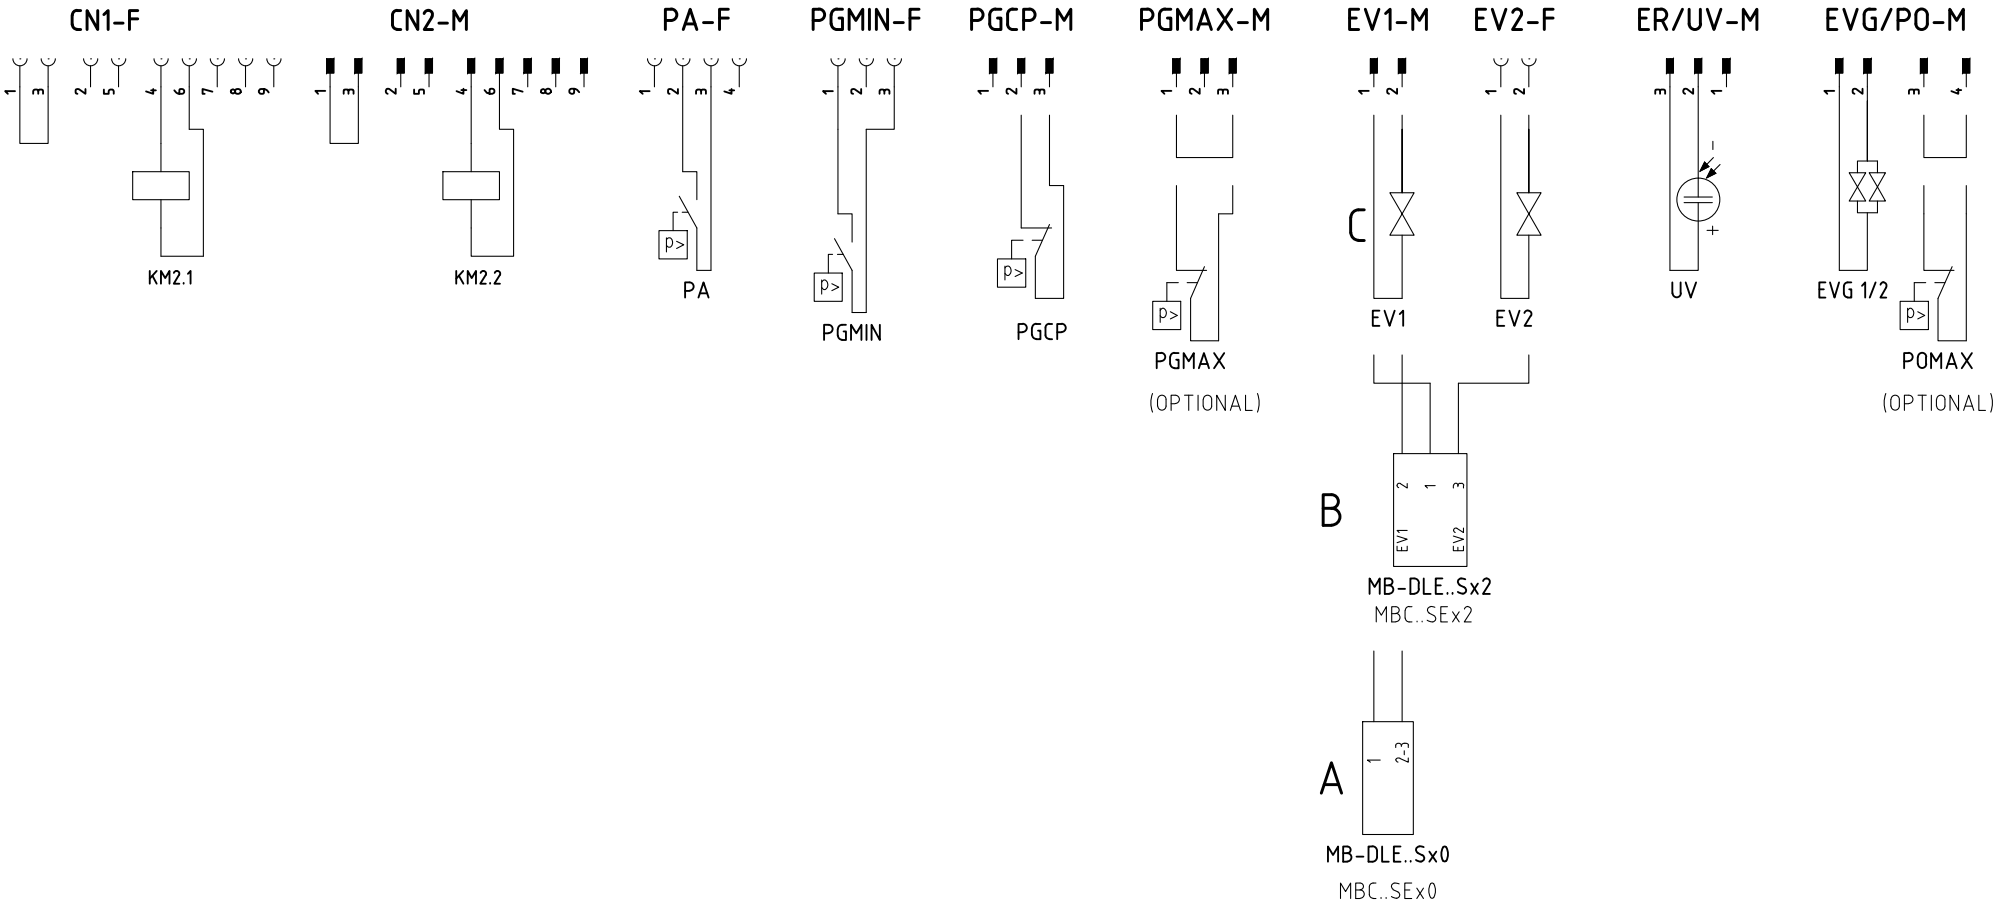 CN1-F CN2-M PA-F PGMIN-F PGCP-M PGMAX-M EV1-M EV2-F ER/UV-M EVG/PO-M
1 3 2 5 4 6 7 8 9 1 3 2 5 4 6 7 8 9 1 2 3 4 1 2 3 1 2 3 1 2 3 1 2 1 2 3 2 1 1 2 3 4
-
C
+
p>
p>
p>
p>
p>
KM2.1 KM2.2 PA UV EVG 1/2
PGMIN PGCP EV1 EV2
PGMAX POMAX
(OPTIONAL) (OPTIONAL)
2 1 3
B
EV1 EV2
MB-DLE..Sx2
MBC..SEx2
1 2-3
A
MB-DLE..Sx0
MBC..SEx0